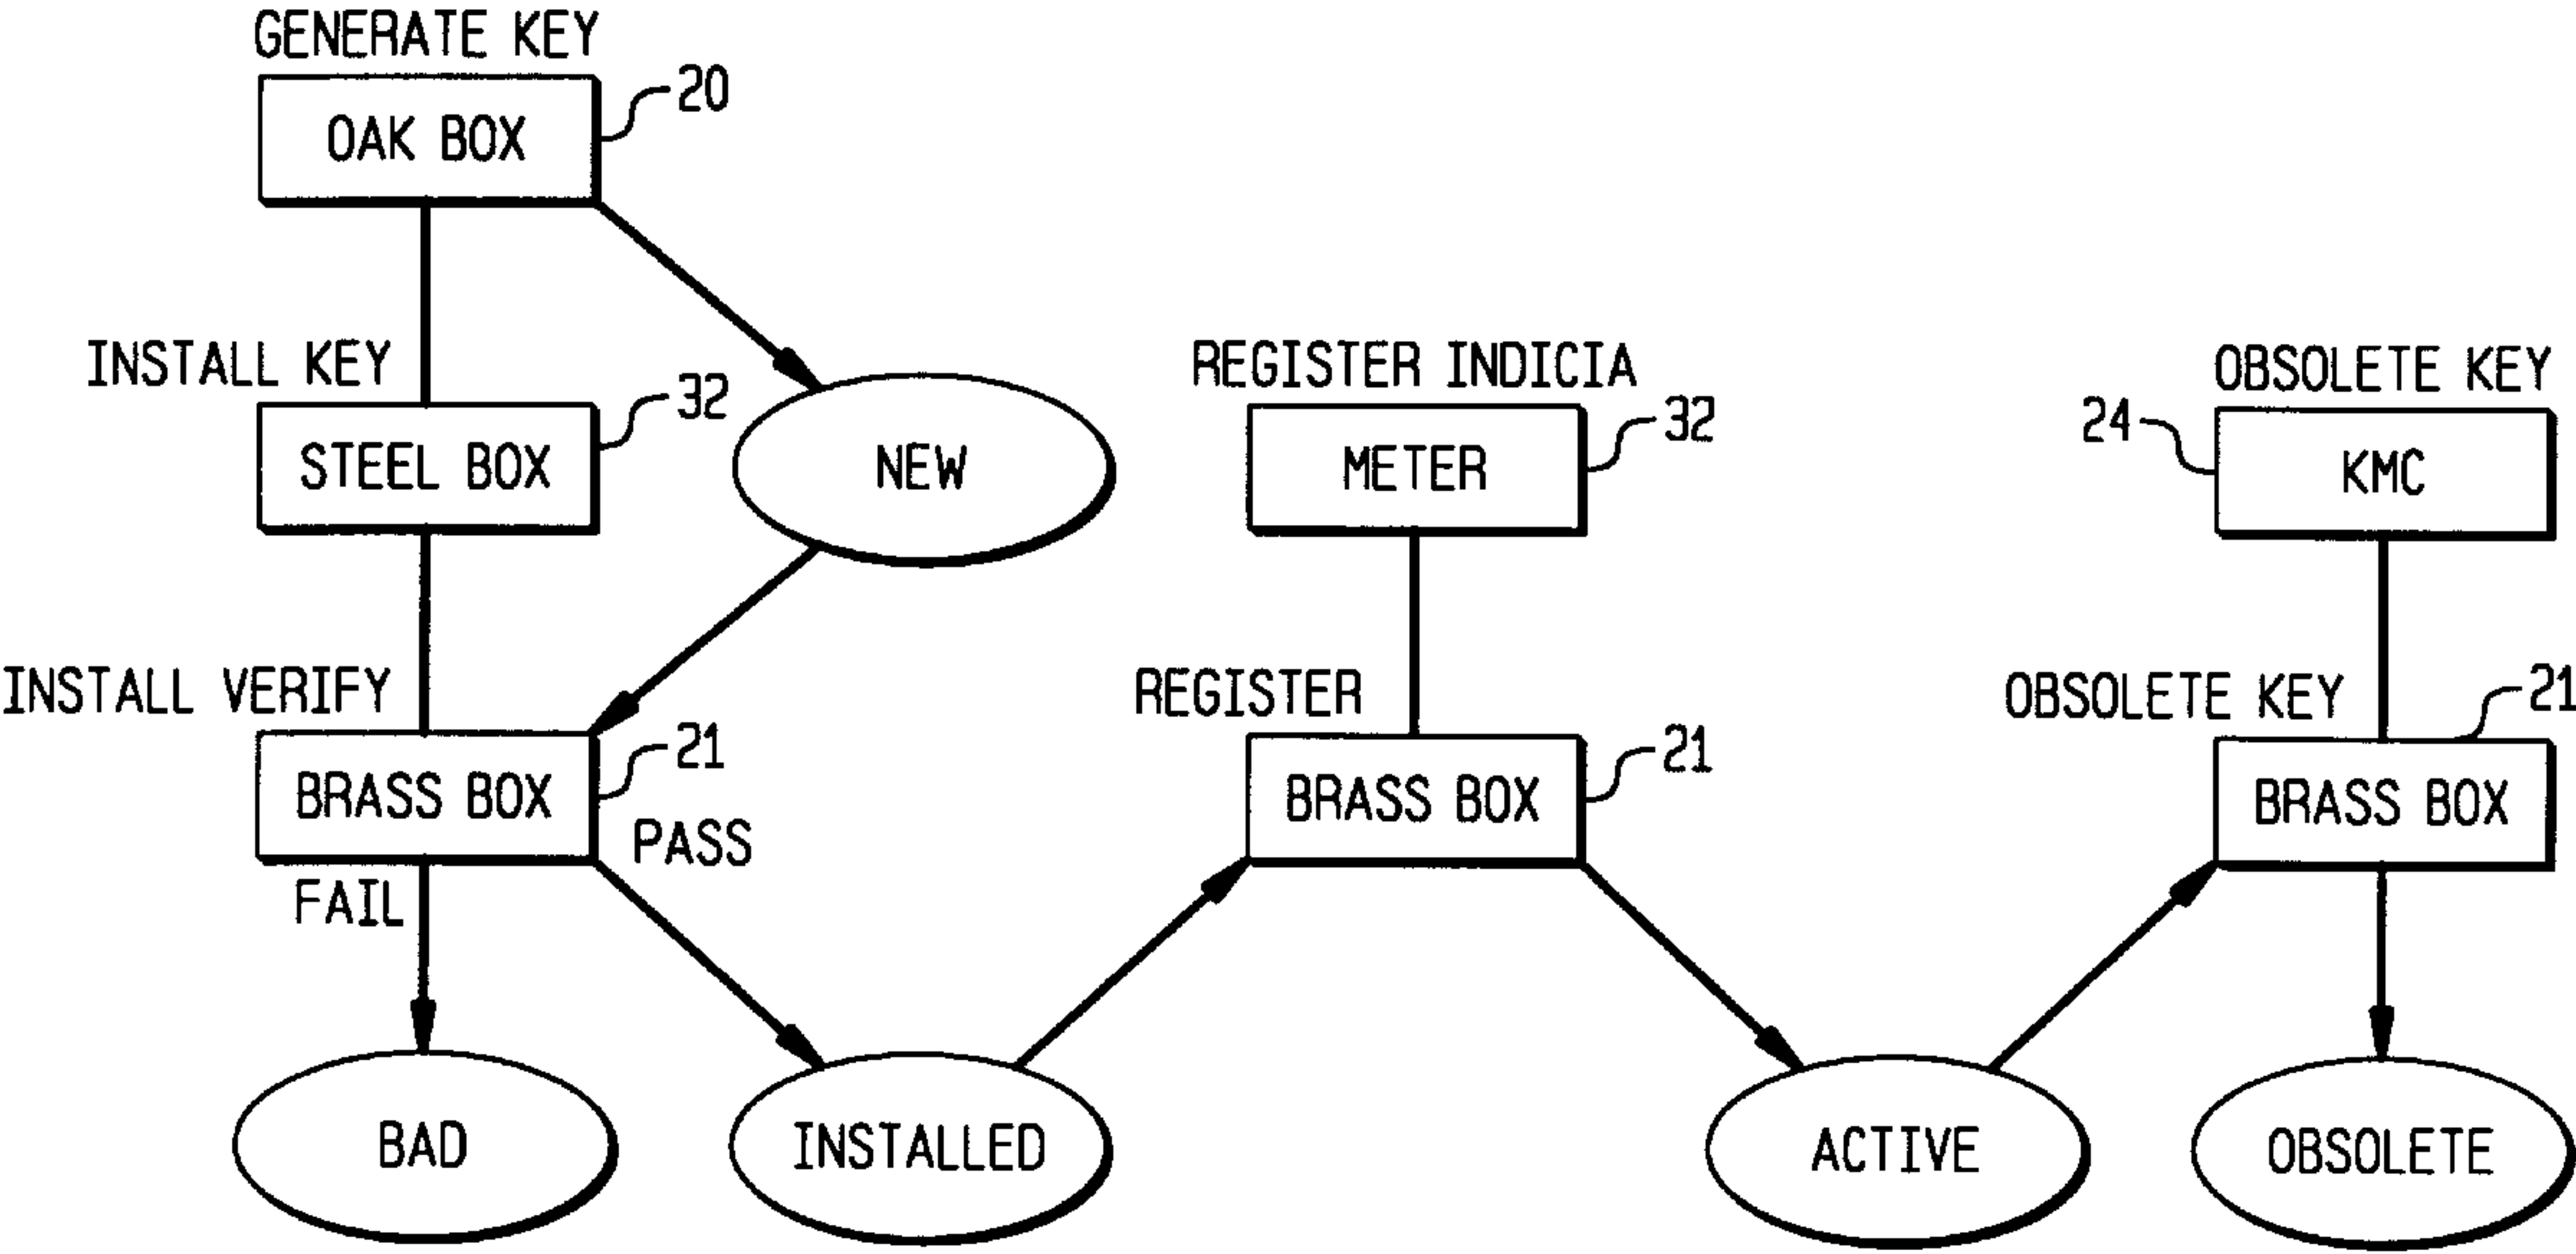 GENERATE KEY
OAK BOX
20
INSTALL KEY
STEEL BOX
32
NEW
INSTALL VERIFY
BRASS BOX
21
PASS
FAIL
BAD
INSTALLED
REGISTER INDICIA
METER
32
REGISTER
BRASS BOX
21
ACTIVE
OBSOLETE KEY
24
KMC
OBSOLETE KEY
21
BRASS BOX
OBSOLETE